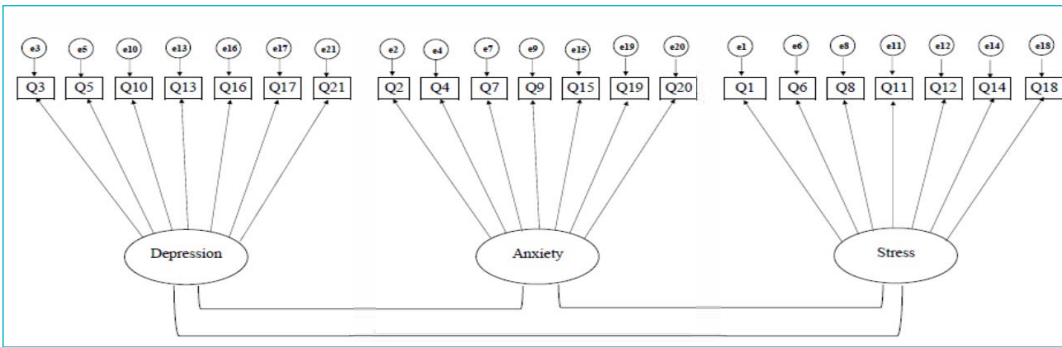 e3 e5 e10 e13 e16 e17 e21 e2 e4 e7 e9 e15 e19 e20 e1 e6 e8 e11 e12 e14 e18
Q3 Q5 Q10 Q13 Q16 Q17 Q21 Q2 Q4 Q7 Q9 Q15 Q19 Q20 Q1 Q6 Q8 Q11 Q12 Q14 Q18
Depression Anxiety Stress